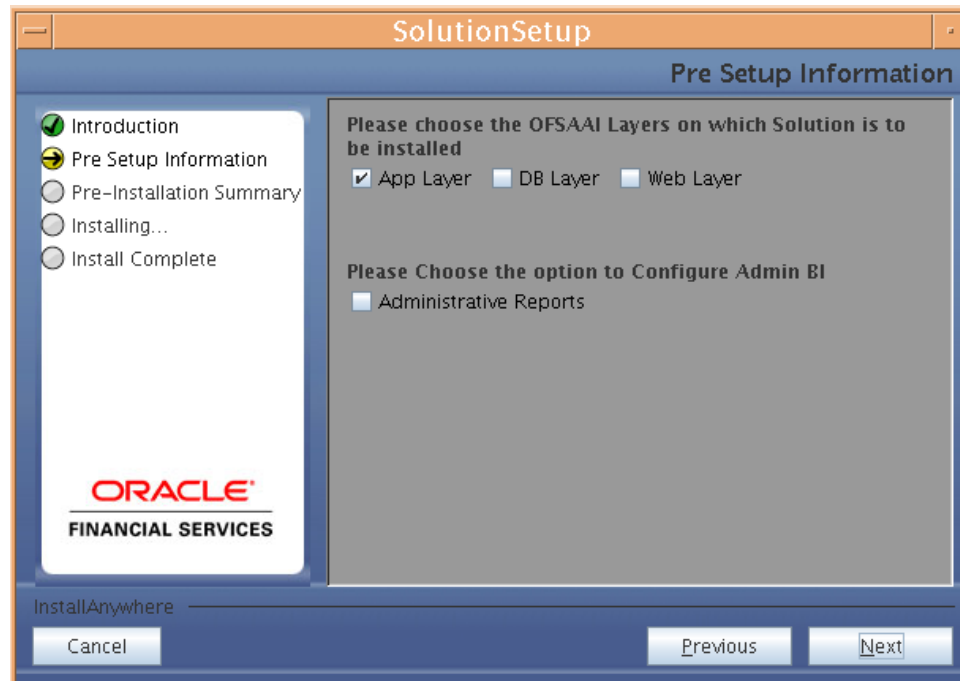 SolutionSetup
Pre Setup Information
Introduction
Pre Setup Information
Pre-Installation Summary
Installing...
Install Complete
ORACLE
FINANCIAL SERVICES
Please choose the OFSAAI Layers on which Solution is to
be installed
App Layer DB Layer Web Layer
Please Choose the option to Configure Admin BI
Administrative Reports
InstallAnywhere
Cancel Previous Next